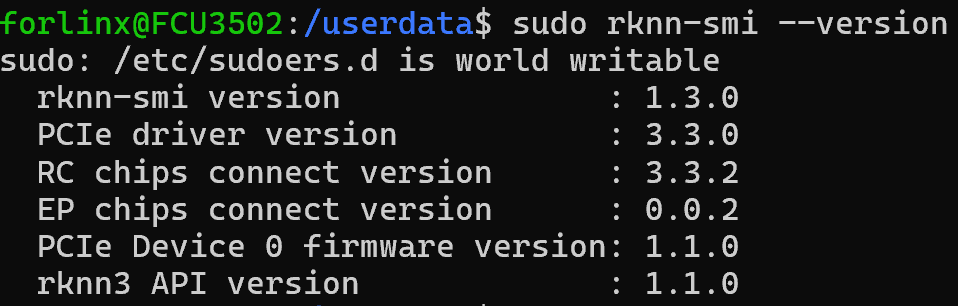 forlinx@FCU3502:/userdata$ sudo rknn-smi --version
sudo: /etc/sudoers.d is world writable
  rknn-smi version              : 1.3.0
  PCIe driver version           : 3.3.0
  RC chips connect version      : 3.3.2
  EP chips connect version      : 0.0.2
  PCIe Device 0 firmware version: 1.1.0
  rknn3 API version             : 1.1.0